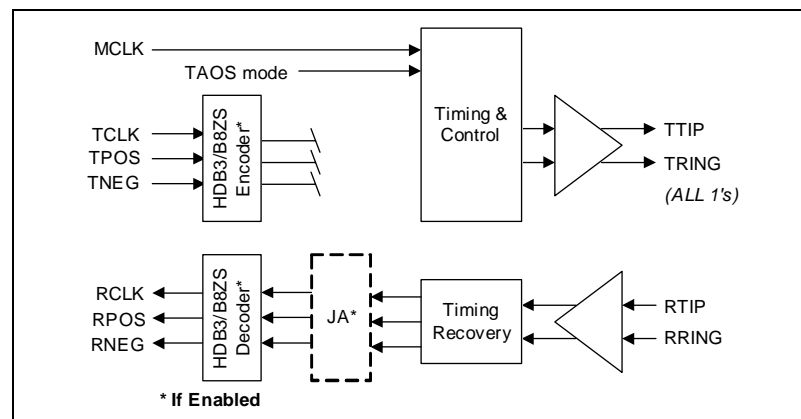 MCLK
TAOS mode
TCLK
TPOS
TNEG
HDB3/B8ZS
Encoder*
Timing &
Control
TTIP
TRING
(ALL 1's)
RCLK
RPOS
RNEG
HDB3/B8ZS
Decoder*
JA*
Timing
Recovery
RTIP
RRING
* If Enabled